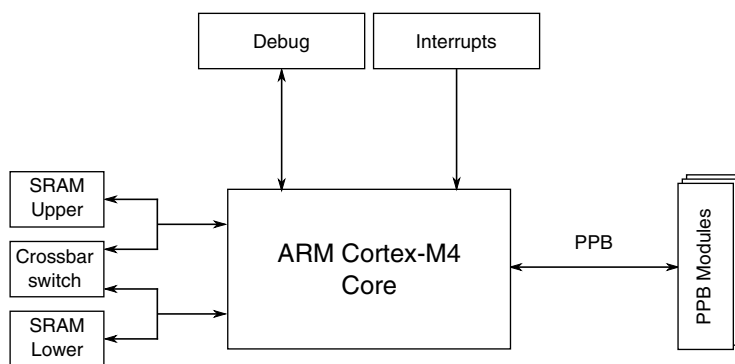 Debug
Interrupts
SRAM
Upper
Crossbar
switch
SRAM
Lower
ARM Cortex-M4
Core
PPB
PPB Modules